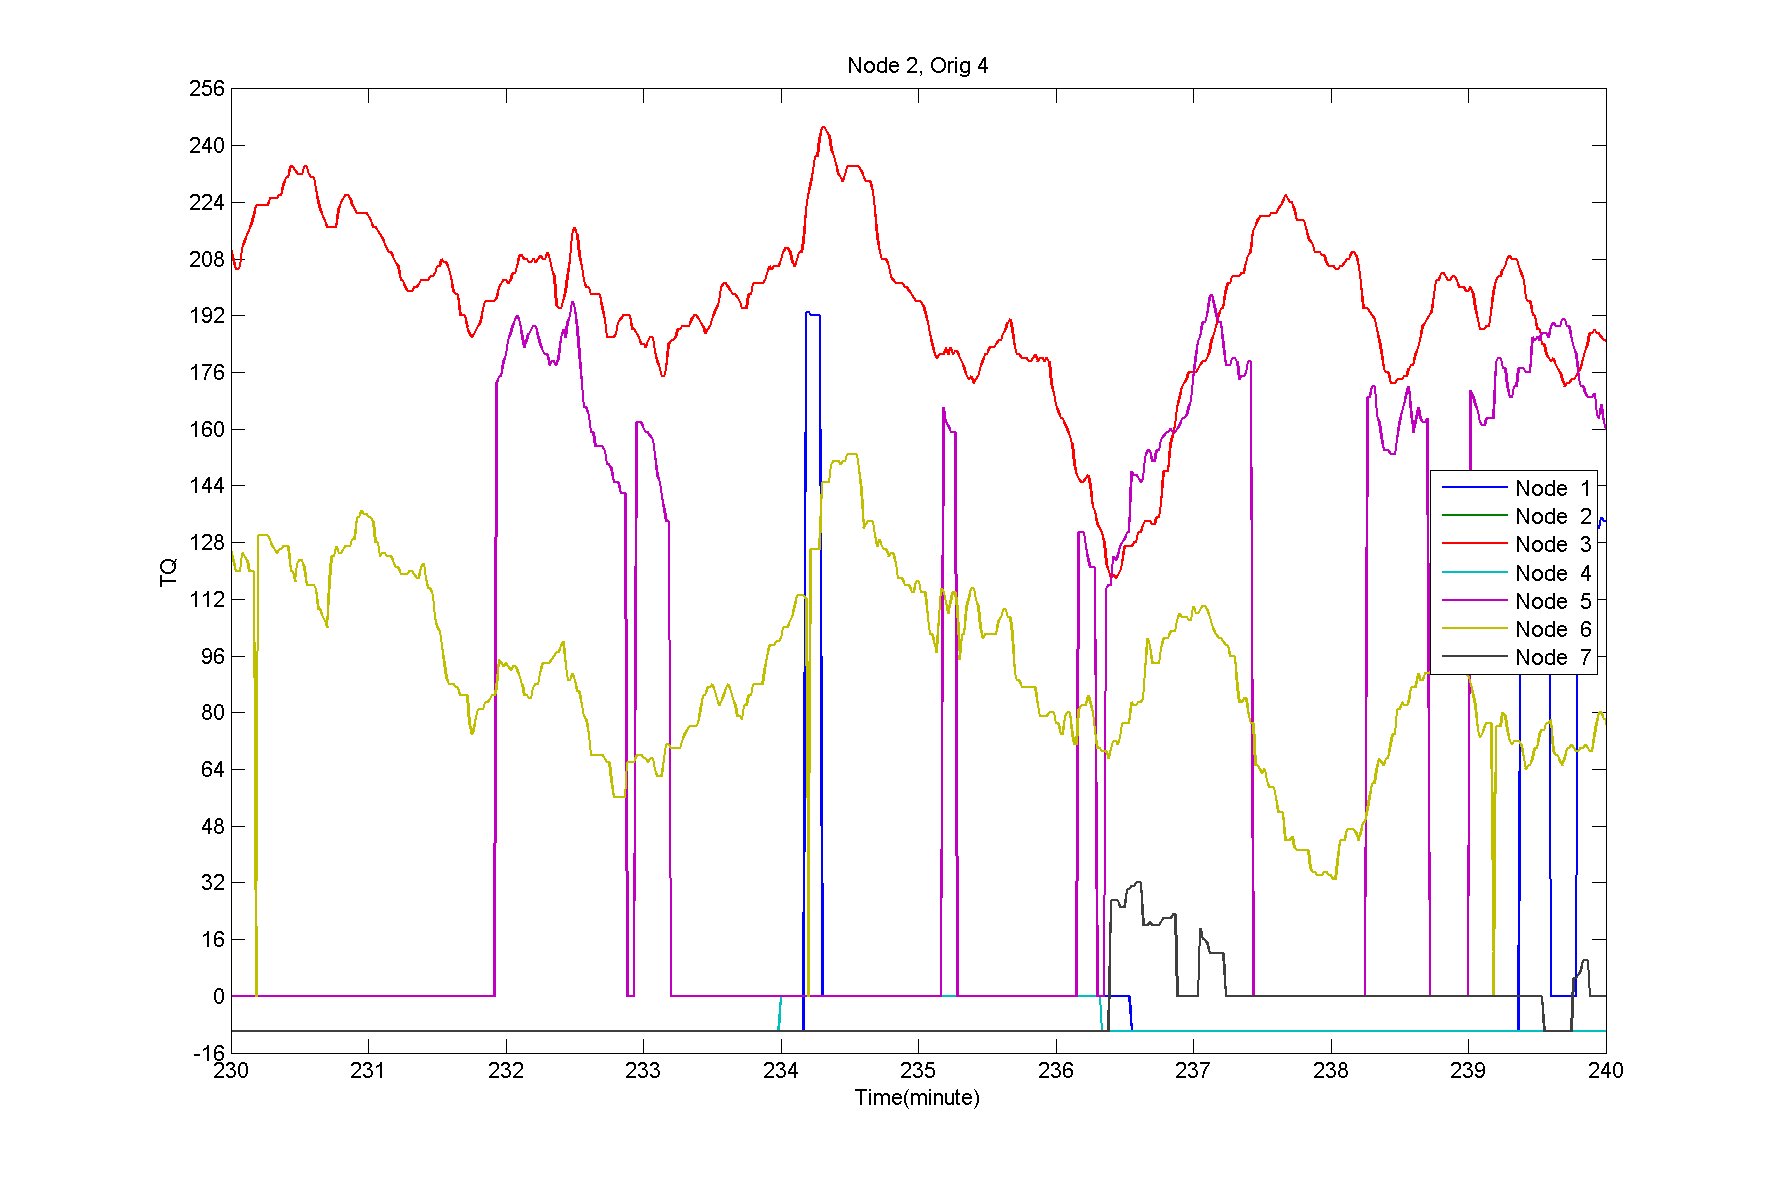 Node 2, Orig 4
256
240
224
208
192
176
160
144
128
112
96
80
64
48
32
16
0
-16
TQ
230 231 232 233 234 235 236 237 238 239 240
Time(minute)
Node 1
Node 2
Node 3
Node 4
Node 5
Node 6
Node 7